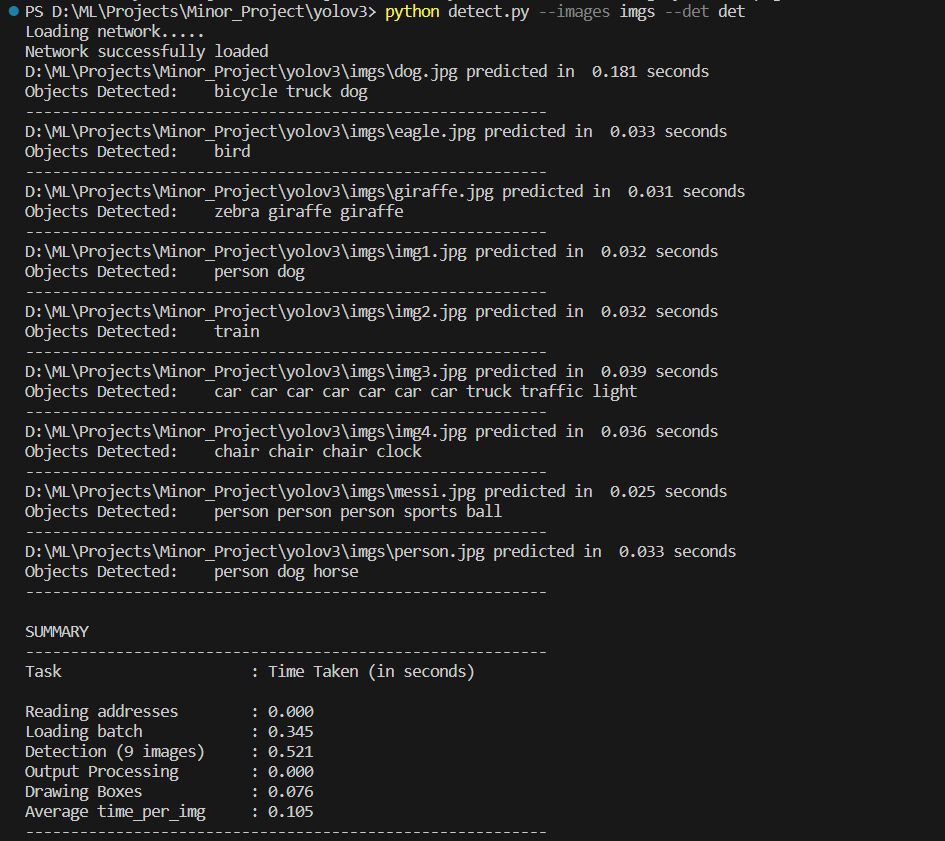 PS D:\ML\Projects\Minor_Project\yolov3> python detect.py --images imgs --det det
Loading network.....
Network successfully loaded
D:\ML\Projects\Minor_Project\yolov3\imgs\dog.jpg predicted in  0.181 seconds
Objects Detected:    bicycle truck dog
----------------------------------------------------------
D:\ML\Projects\Minor_Project\yolov3\imgs\eagle.jpg predicted in  0.033 seconds
Objects Detected:    bird
----------------------------------------------------------
D:\ML\Projects\Minor_Project\yolov3\imgs\giraffe.jpg predicted in  0.031 seconds
Objects Detected:    zebra giraffe giraffe
----------------------------------------------------------
D:\ML\Projects\Minor_Project\yolov3\imgs\img1.jpg predicted in  0.032 seconds
Objects Detected:    person dog
----------------------------------------------------------
D:\ML\Projects\Minor_Project\yolov3\imgs\img2.jpg predicted in  0.032 seconds
Objects Detected:    train
----------------------------------------------------------
D:\ML\Projects\Minor_Project\yolov3\imgs\img3.jpg predicted in  0.039 seconds
Objects Detected:    car car car car car car car truck traffic light
----------------------------------------------------------
D:\ML\Projects\Minor_Project\yolov3\imgs\img4.jpg predicted in  0.036 seconds
Objects Detected:    chair chair chair clock
----------------------------------------------------------
D:\ML\Projects\Minor_Project\yolov3\imgs\messi.jpg predicted in  0.025 seconds
Objects Detected:    person person person sports ball
----------------------------------------------------------
D:\ML\Projects\Minor_Project\yolov3\imgs\person.jpg predicted in  0.033 seconds
Objects Detected:    person dog horse
----------------------------------------------------------
SUMMARY
----------------------------------------------------------
Task                     : Time Taken (in seconds)
Reading addresses        : 0.000
Loading batch            : 0.345
Detection (9 images)     : 0.521
Output Processing        : 0.000
Drawing Boxes            : 0.076
Average time_per_img     : 0.105
----------------------------------------------------------